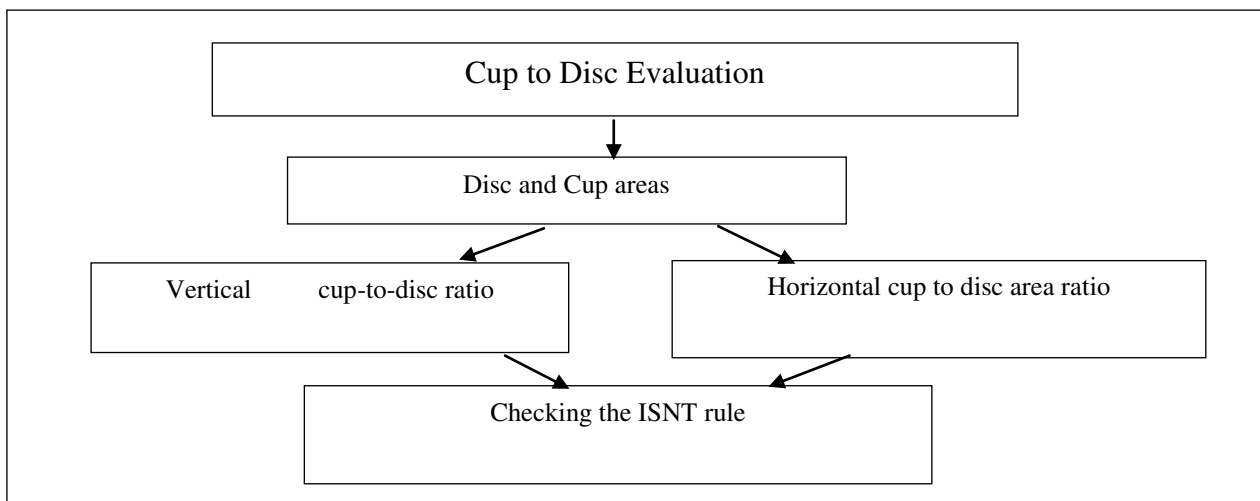 Cup to Disc Evaluation
Disc and Cup areas
Vertical cup-to-disc ratio
Horizontal cup to disc area ratio
Checking the ISNT rule